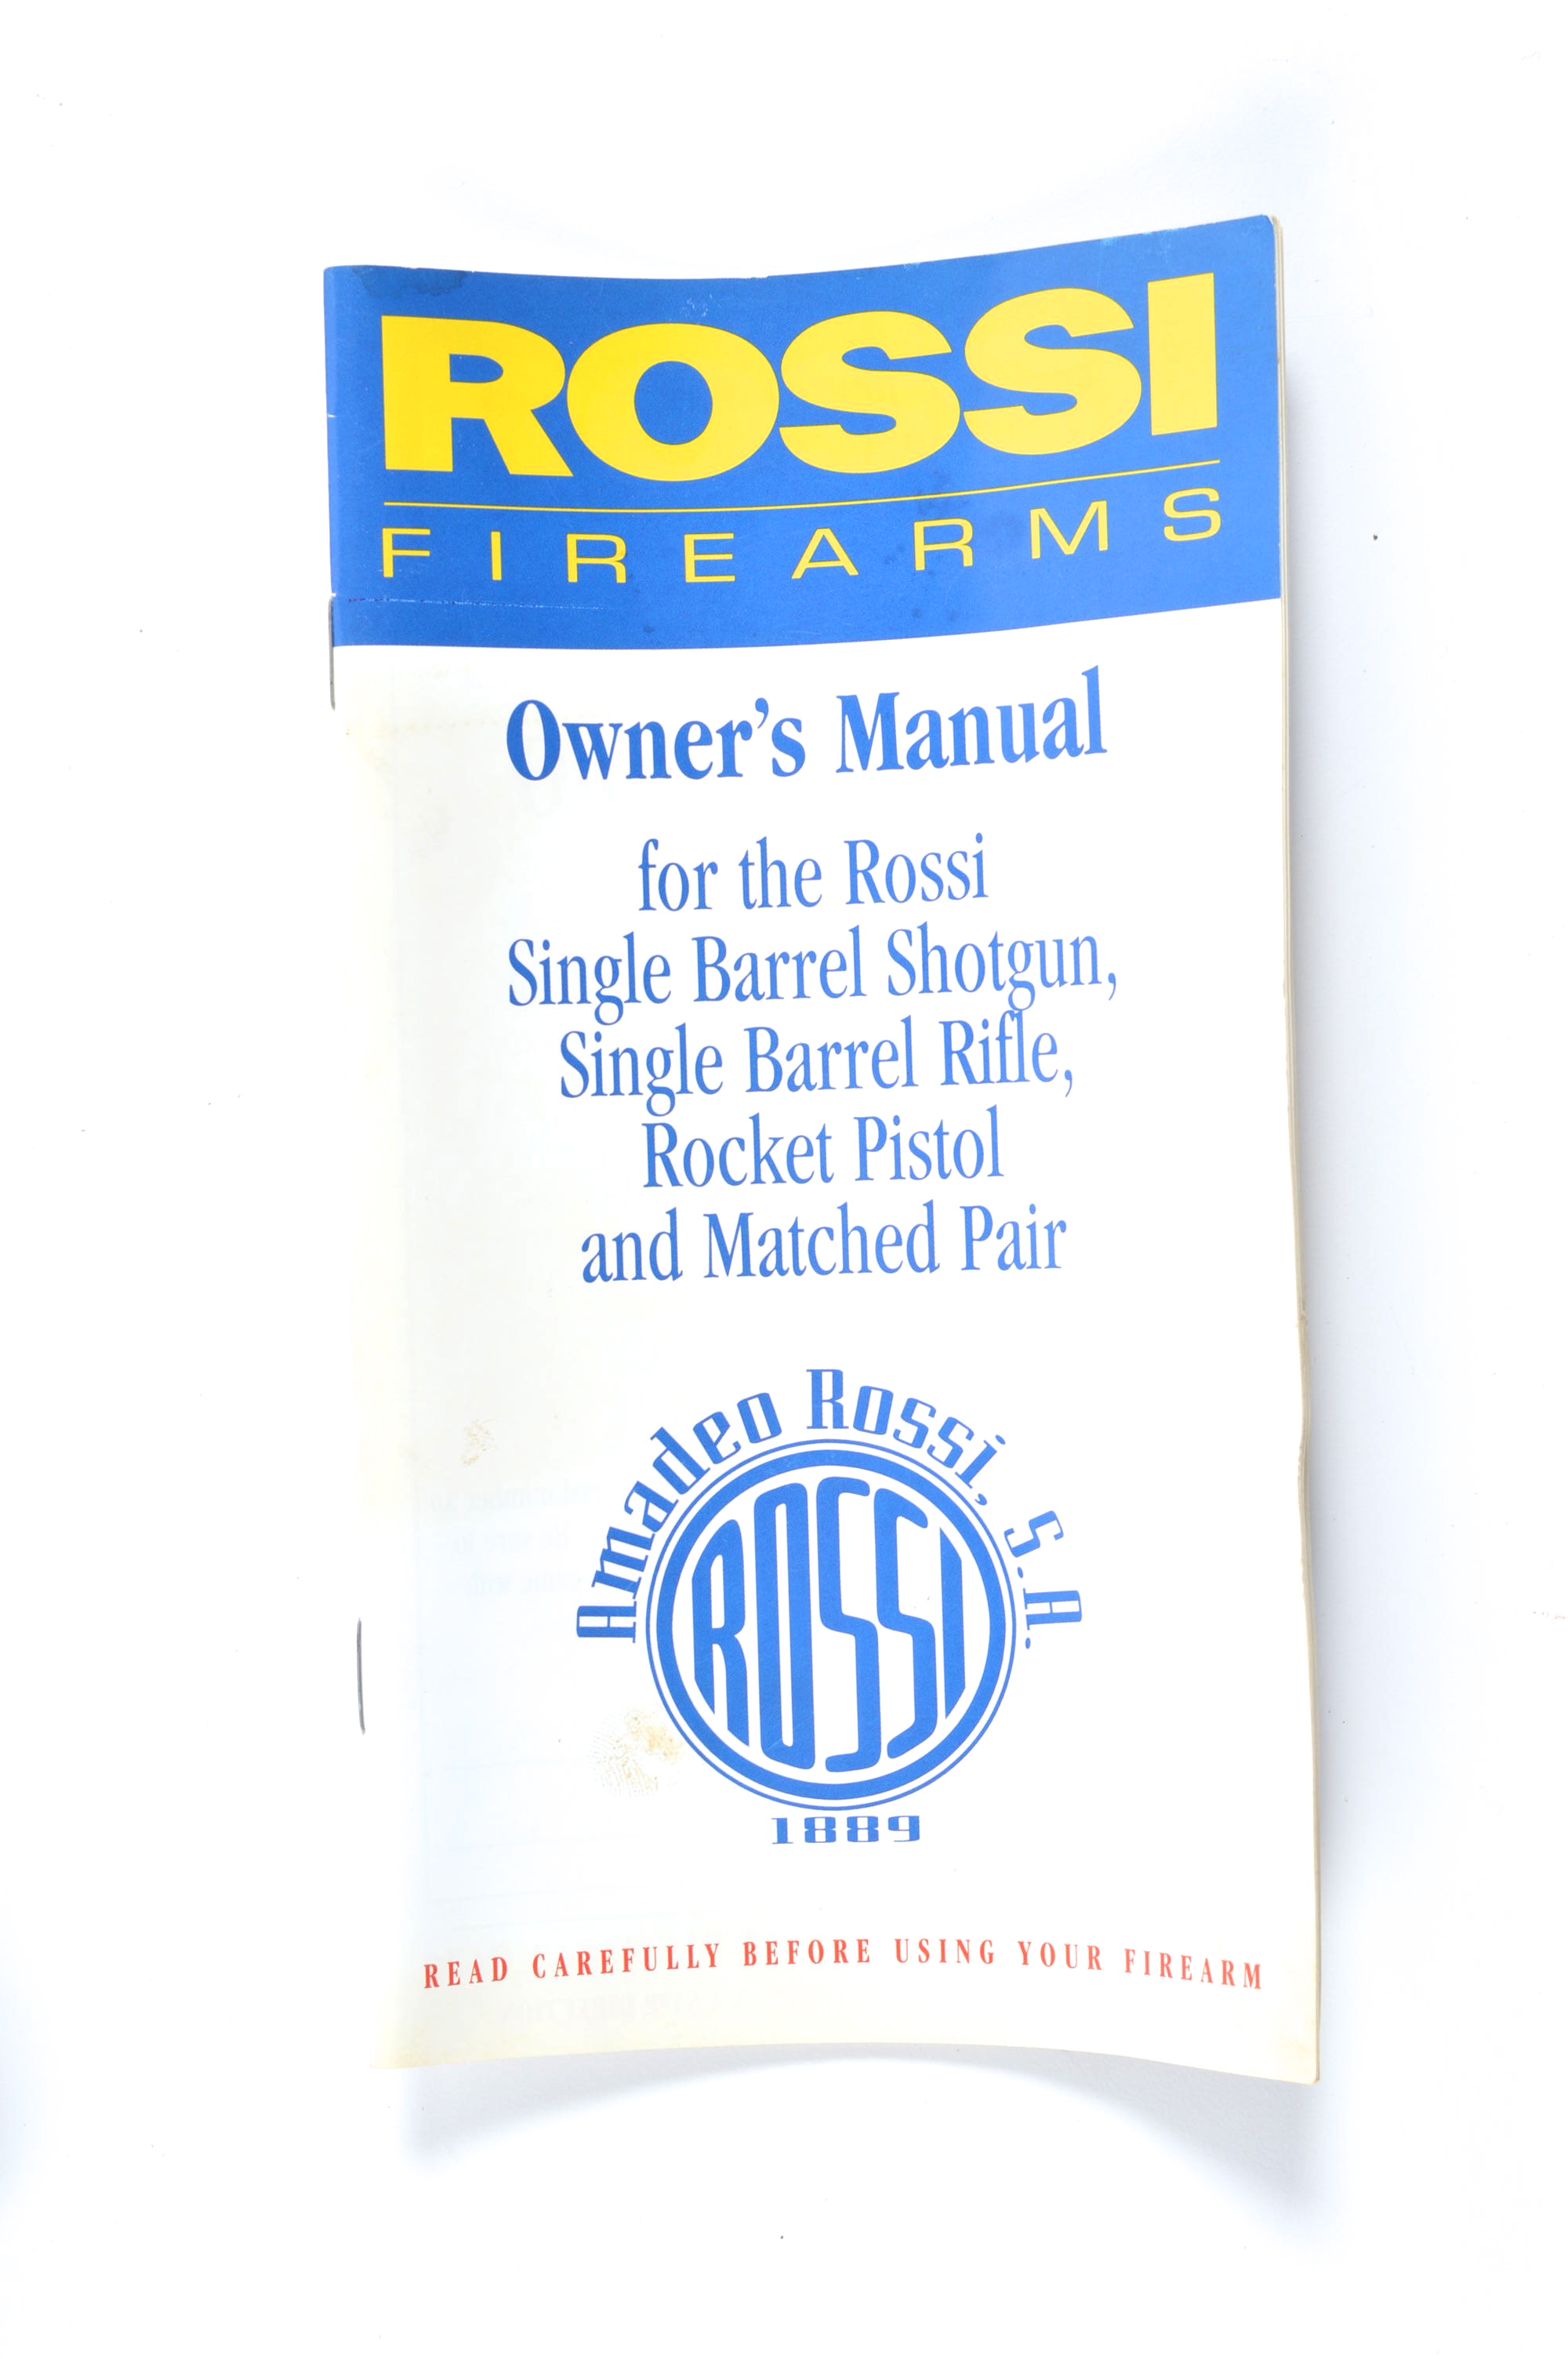 ROSSI
FIREARMS
Owner's Manual
for the Rossi
Single Barrel Shotgun,
Single Barrel Rifle,
Rocket Pistol
and Matched Pair
Amadeo Rossi, S.A.
ROSSI
1889
READ CAREFULLY BEFORE USING YOUR FIREARM